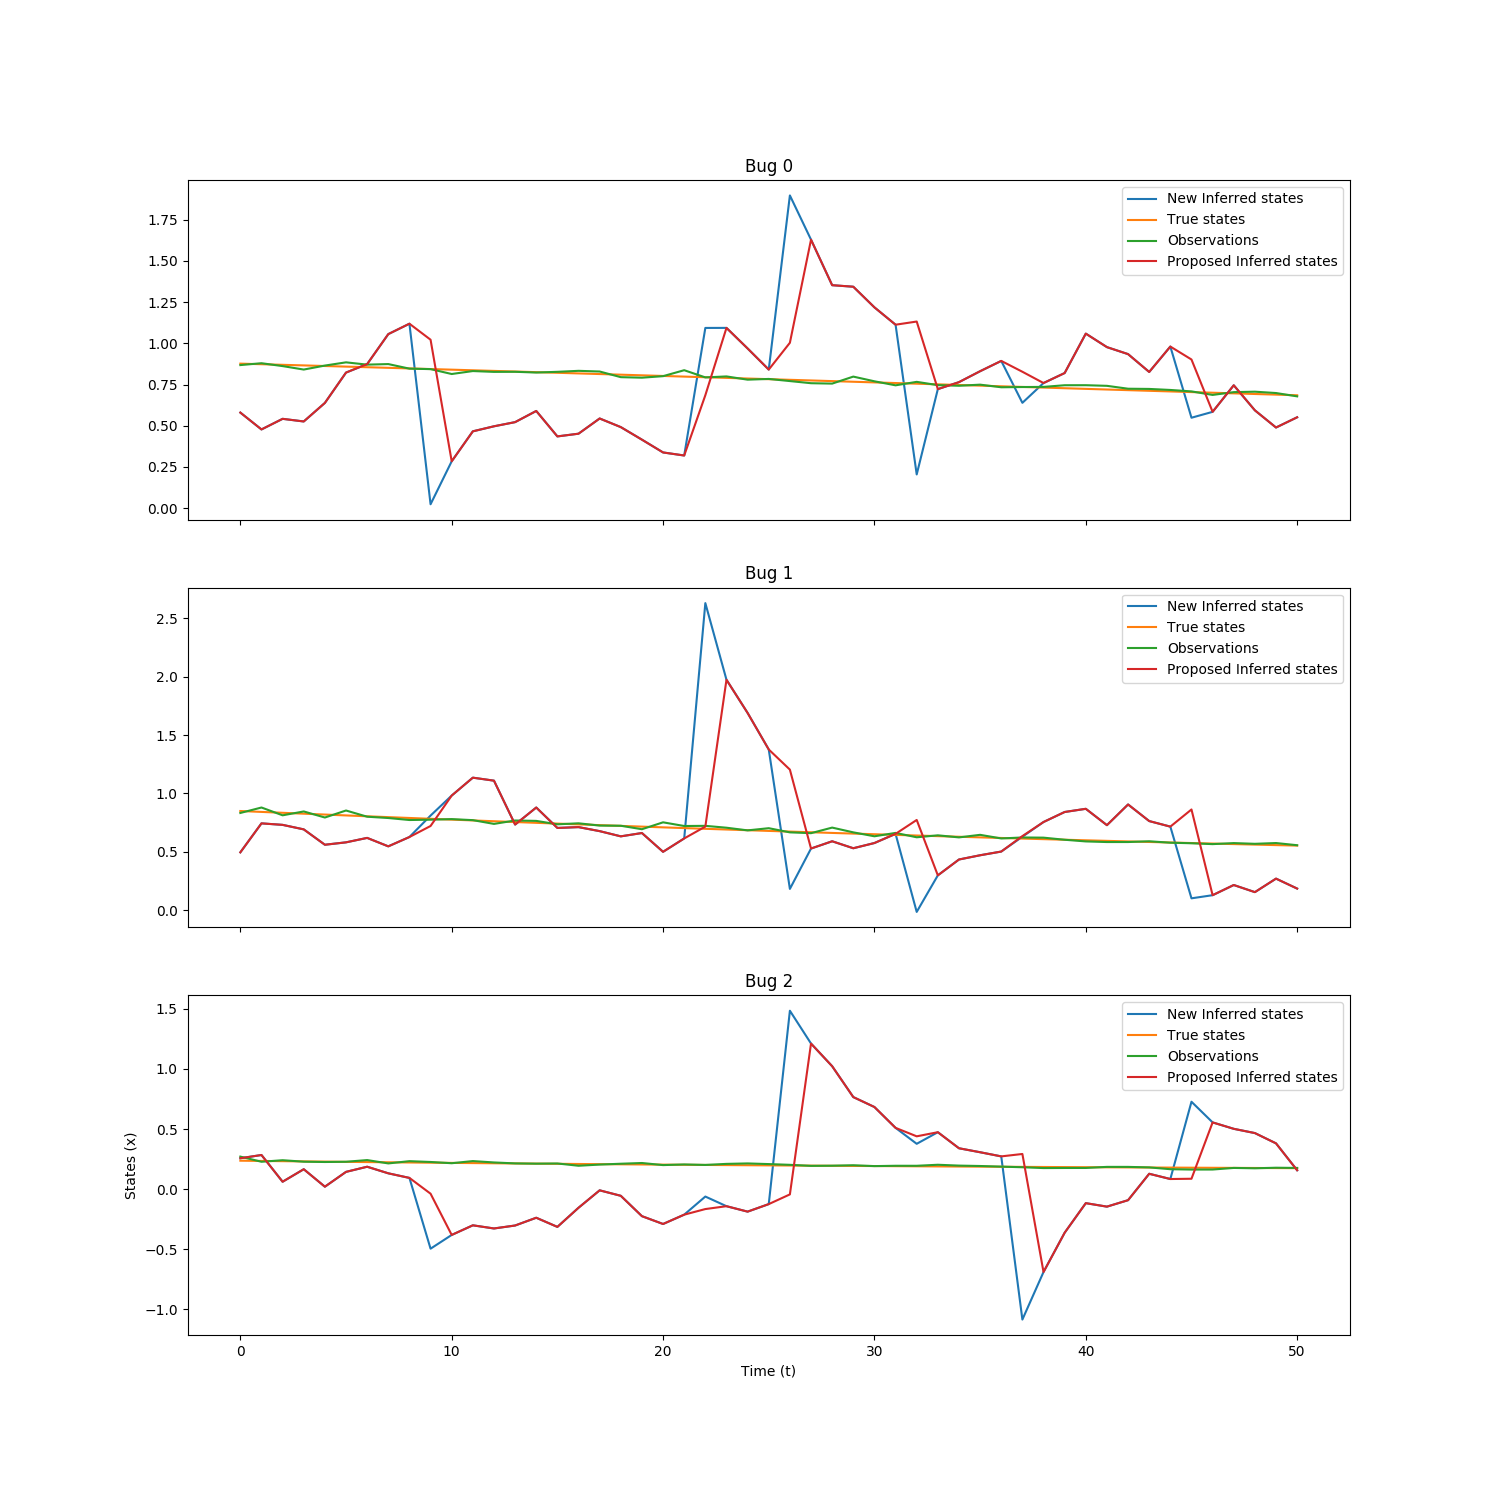 Bug 0
New Inferred states
True states
Observations
Proposed Inferred states
1.75
1.50
1.25
1.00
0.75
0.50
0.25
0.00
Bug 1
New Inferred states
True states
Observations
Proposed Inferred states
2.5
2.0
1.5
1.0
0.5
0.0
Bug 2
New Inferred states
True states
Observations
Proposed Inferred states
1.5
1.0
0.5
0.0
−0.5
−1.0
States (x)
0 10 20 30 40 50
Time (t)